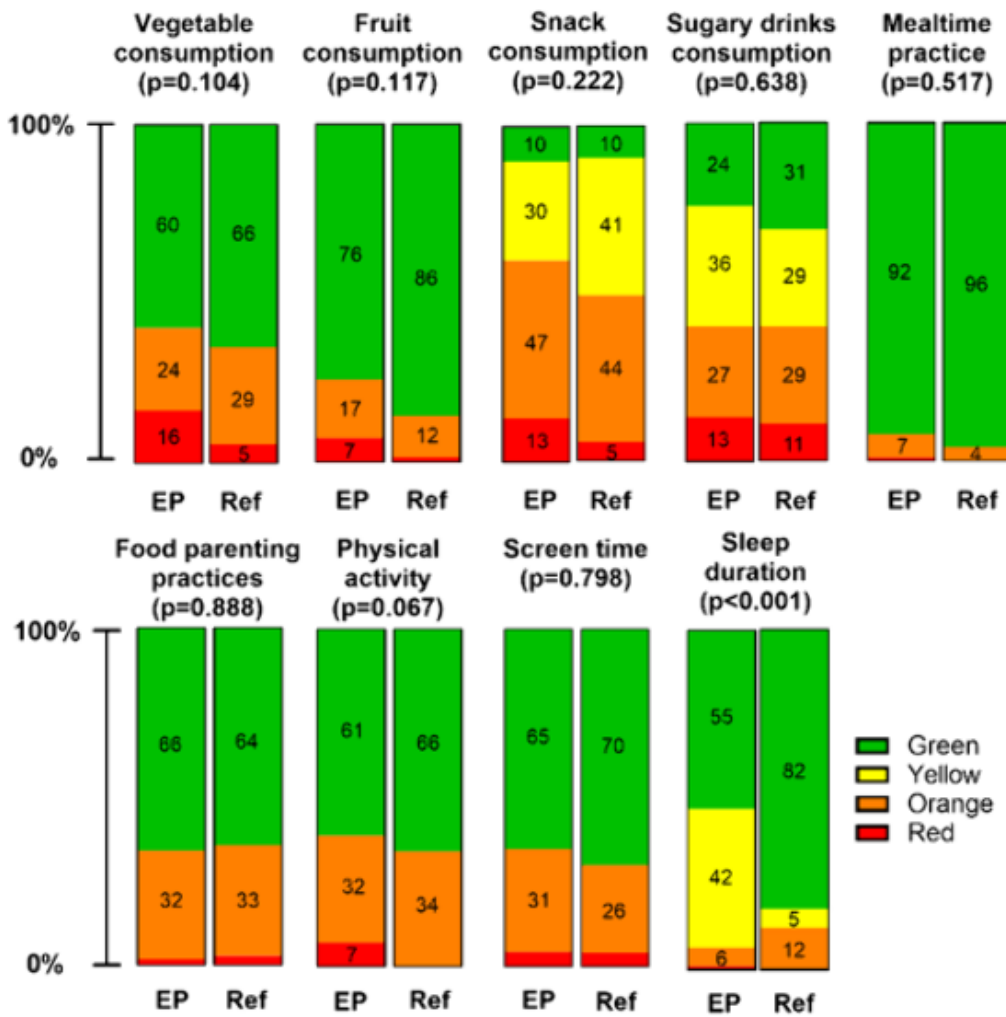 Vegetable consumption (p=0.104)
Fruit consumption (p=0.117)
Snack consumption (p=0.222)
Sugary drinks consumption (p=0.638)
Mealtime practice (p=0.517)
100%
10 10
24 31
60 66
76 86
30 41
36 29
92 96
24 29
17 12
47 44
27 29
16 5
7
13 5
13 11
7 4
0%
EP Ref EP Ref EP Ref EP Ref EP Ref
Food parenting practices (p=0.888)
Physical activity (p=0.067)
Screen time (p=0.798)
Sleep duration (p<0.001)
100%
66 64
61 66
65 70
55 82
32 33
32 34
31 26
42 5
7
6 12
0%
EP Ref EP Ref EP Ref EP Ref
Green
Yellow
Orange
Red